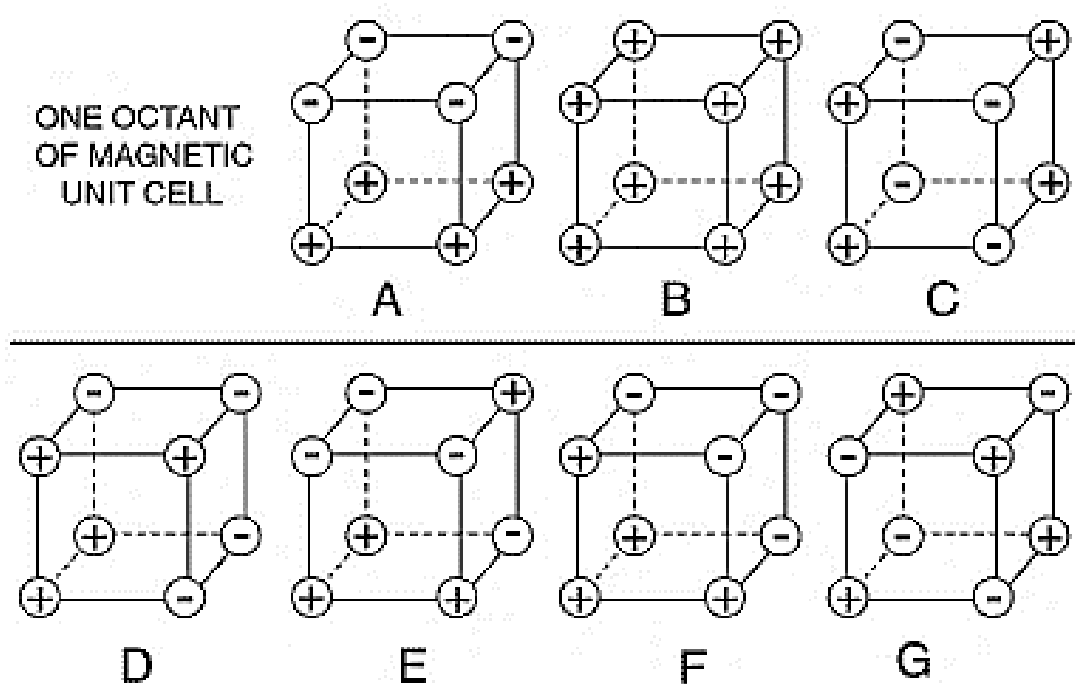 ONE OCTANT
OF MAGNETIC
UNIT CELL
- -
- -
+ +
+ +
A
+ +
+ +
+ +
+ +
B
- +
+ -
- +
+ -
C
- -
+ +
+ -
+ -
D
- +
- -
+ -
+ +
E
- -
+ -
+ -
+ +
F
+ -
- +
- +
+ -
G